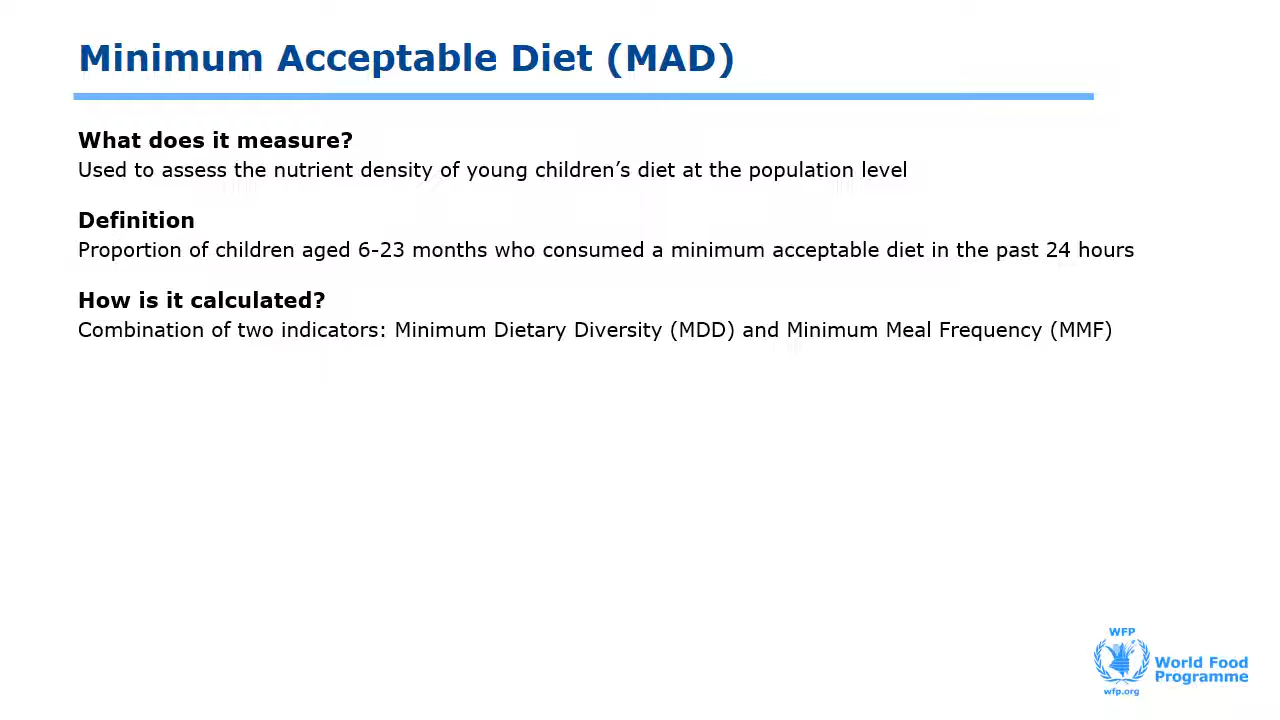 Minimum Acceptable Diet (MAD)
What does it measure?
Used to assess the nutrient density of young children’s diet at the population level
Definition
Proportion of children aged 6-23 months who consumed a minimum acceptable diet in the past 24 hours
How is it calculated?
Combination of two indicators: Minimum Dietary Diversity (MDD) and Minimum Meal Frequency (MMF)
WFP
World Food
Programme
wfp.org